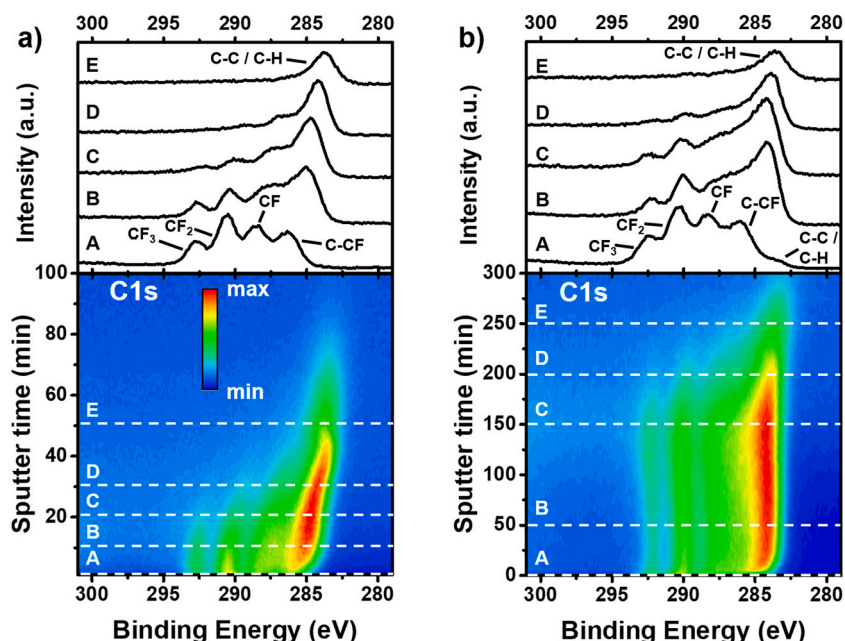 a)
300 295 290 285 280
Intensity (a.u.)
E
C-C / C-H
D
C
B
A
CF3
CF2
CF
C-CF
Sputter time (min)
100
80
60
40
20
C1s
max
min
E
D
C
B
A
300 295 290 285 280
Binding Energy (eV)
b)
300 295 290 285 280
Intensity (a.u.)
E
C-C / C-H
D
C
B
A
CF3
CF2
CF
C-CF
C-C /
C-H
Sputter time (min)
300
250
200
150
100
50
0
C1s
E
D
C
B
A
300 295 290 285 280
Binding Energy (eV)